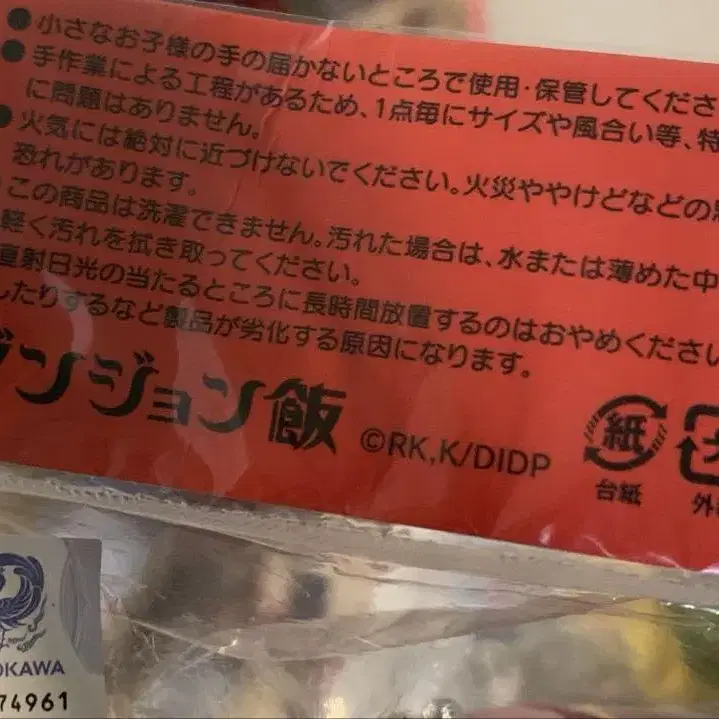 ●小さなお子様の手の届かないところで使用・保管してくださ
●手作業による工程があるため、1点毎にサイズや風合い等、特
に問題はありません。
●火気には絶対に近づけないでください。火災ややけどなどの
恐れがあります。
この商品は洗濯できません。汚れた場合は、水または薄めた中
軽く汚れを拭き取ってください。
直射日光の当たるところに長時間放置するのはおやめください
したりするなど製品が劣化する原因になります。
ダンジョン飯 ©RK,K/DIDP
紙
台紙
外
OKAWA
74961